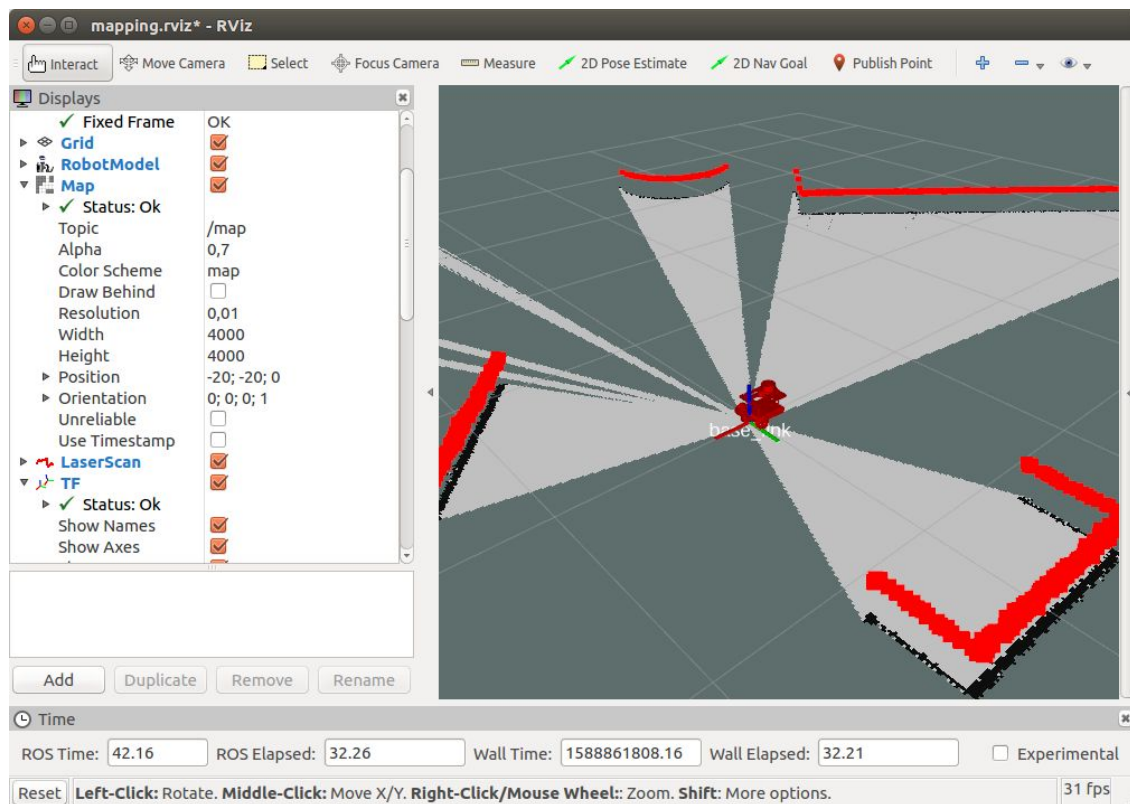 mapping.rviz* - RViz
Interact Move Camera Select Focus Camera Measure 2D Pose Estimate 2D Nav Goal Publish Point
Displays
Fixed Frame OK
Grid
RobotModel
Map
Status: Ok
Topic /map
Alpha 0,7
Color Scheme map
Draw Behind
Resolution 0,01
Width 4000
Height 4000
Position -20; -20; 0
Orientation 0; 0; 0; 1
Unreliable
Use Timestamp
LaserScan
TF
Status: Ok
Show Names
Show Axes
base_link
Add Duplicate Remove Rename
Time
ROS Time: 42.16 ROS Elapsed: 32.26 Wall Time: 1588861808.16 Wall Elapsed: 32.21 Experimental
Reset Left-Click: Rotate. Middle-Click: Move X/Y. Right-Click/Mouse Wheel:: Zoom. Shift: More options. 31 fps